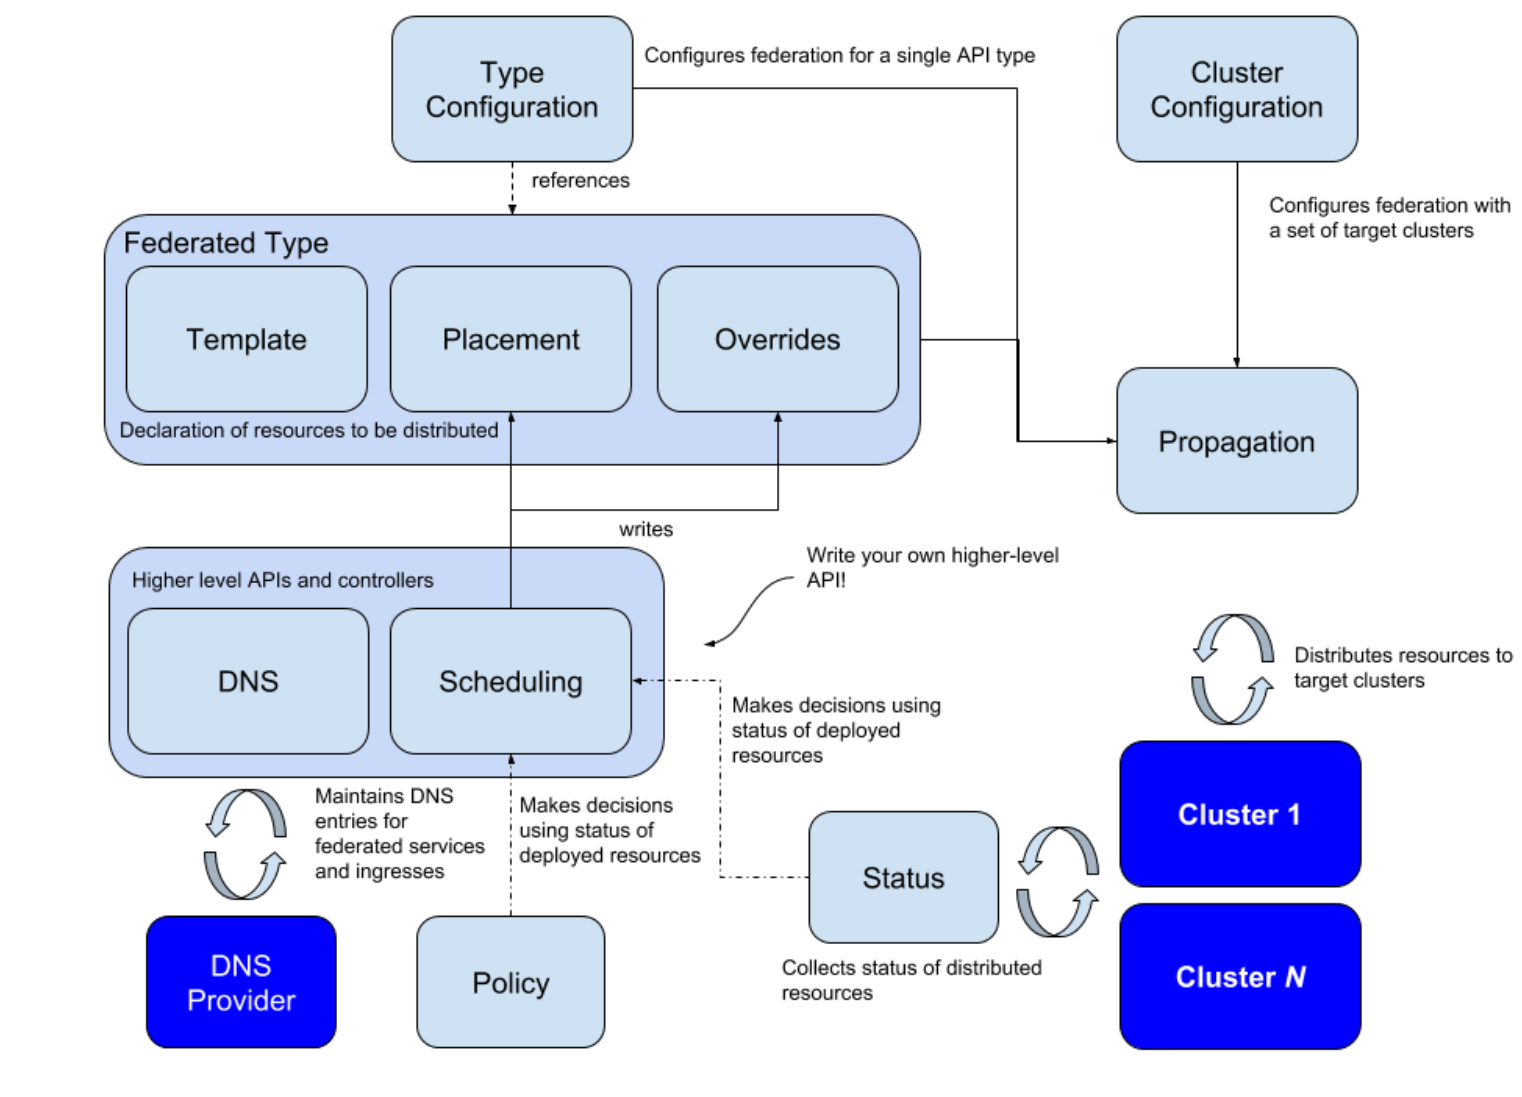 Type
Configuration
Configures federation for a single API type
Cluster
Configuration
references
Configures federation with
a set of target clusters
Federated Type
Template
Placement
Overrides
Declaration of resources to be distributed
Propagation
writes
Write your own higher-level
API!
Higher level APIs and controllers
DNS
Scheduling
Distributes resources to
target clusters
Makes decisions using
status of deployed
resources
Maintains DNS
entries for
federated services
and ingresses
Makes decisions
using status of
deployed resources
Cluster 1
Status
DNS
Provider
Policy
Collects status of distributed
resources
Cluster N